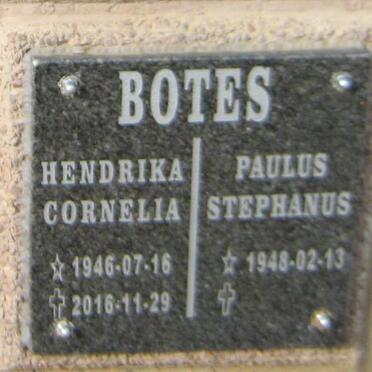 BOTES
HENDRIKA
CORNELIA
1946-07-16
2016-11-29
PAULUS
STEPHANUS
1948-02-13